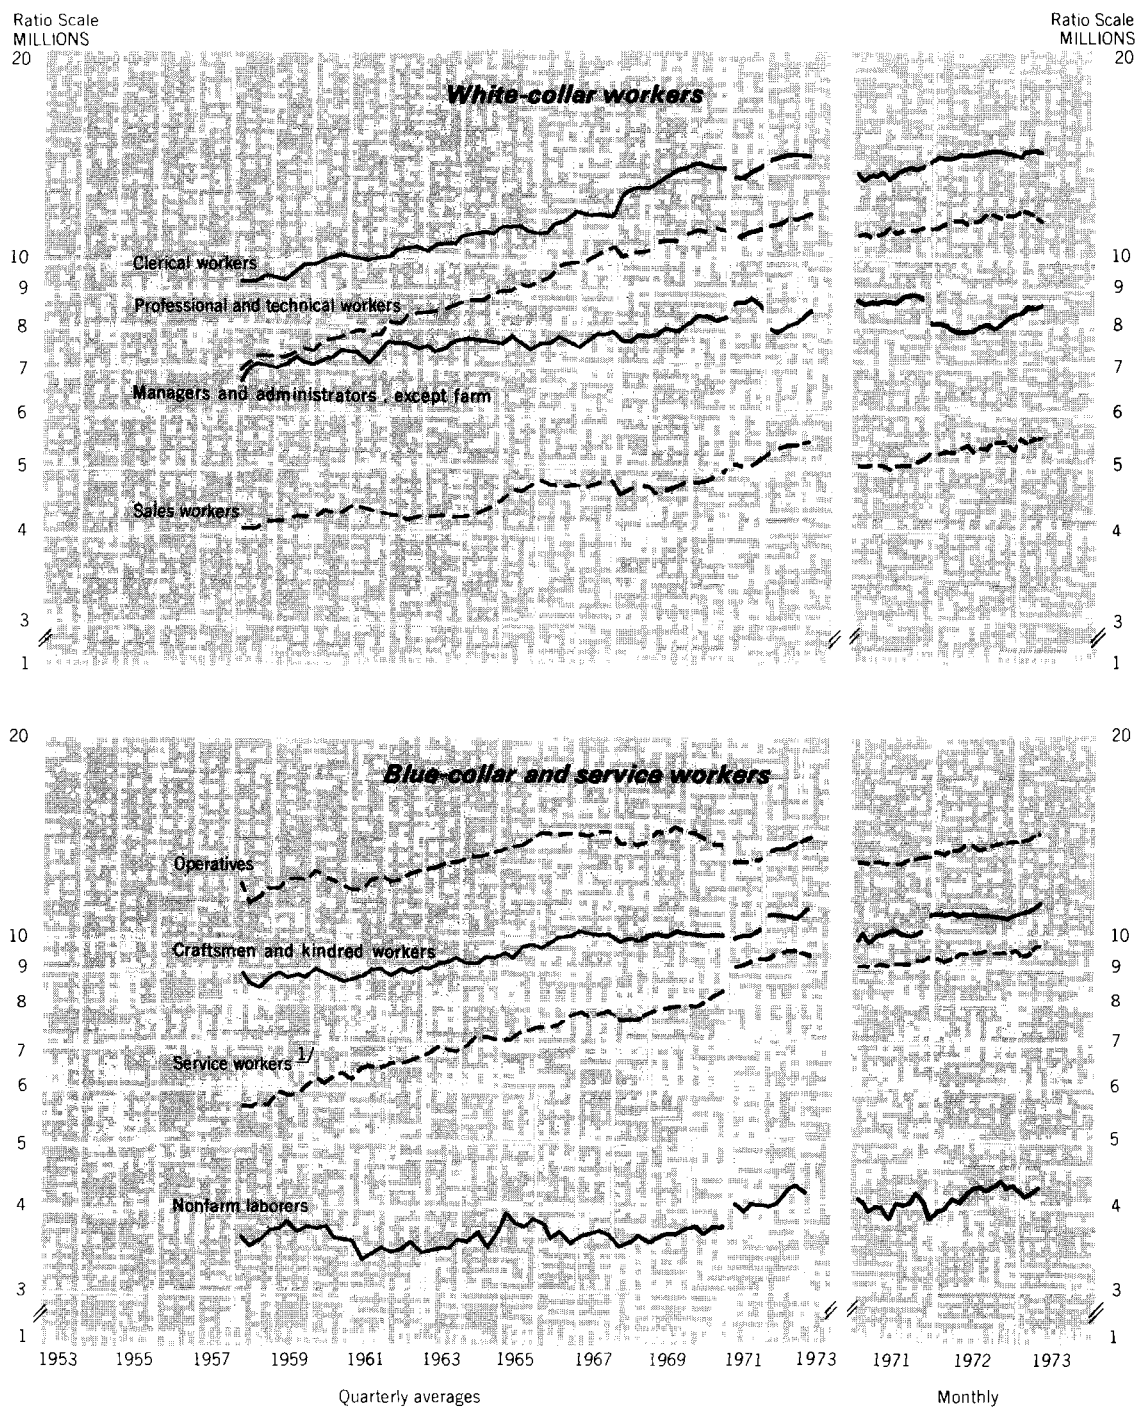 Ratio Scale
MILLIONS
Ratio Scale
MILLIONS
20
20
White-collar workers
10
Clerical workers
10
9
9
Professional and technical workers
8
8
7
7
Managers and administrators, except farm
6
6
5
5
Sales workers
4
4
3
3
1
1
20
20
Blue-collar and service workers
Operatives
10
10
Craftsmen and kindred workers
9
9
8
8
7
7
Service workers 1/
6
6
5
5
Nonfarm laborers
4
4
3
3
1
1
1953 1955 1957 1959 1961 1963 1965 1967 1969 1971 1973 1971 1972 1973
Quarterly averages Monthly